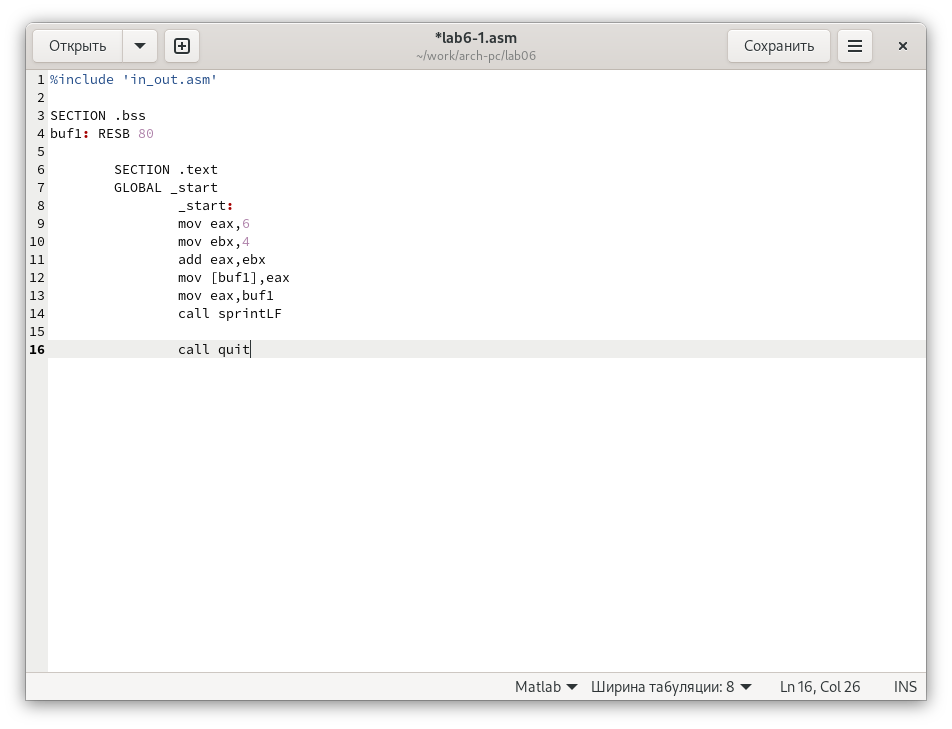 Открыть
*lab6-1.asm
~/work/arch-pc/lab06
Сохранить
1 %include 'in_out.asm'
2
3 SECTION .bss
4 buf1: RESB 80
5
6 SECTION .text
7 GLOBAL _start
8 _start:
9 mov eax,6
10 mov ebx,4
11 add eax,ebx
12 mov [buf1],eax
13 mov eax,buf1
14 call sprintLF
15
16 call quit
Matlab Ширина табуляции: 8 Ln 16, Col 26 INS